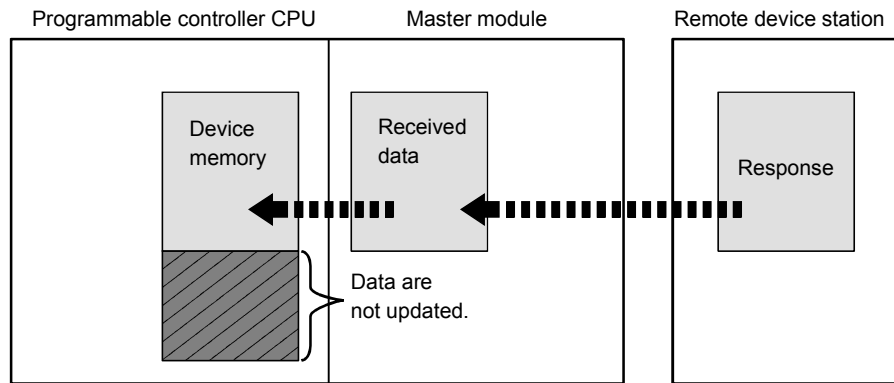 Programmable controller CPU
Master module
Remote device station
Device
memory
Received
data
Response
Data are
not updated.